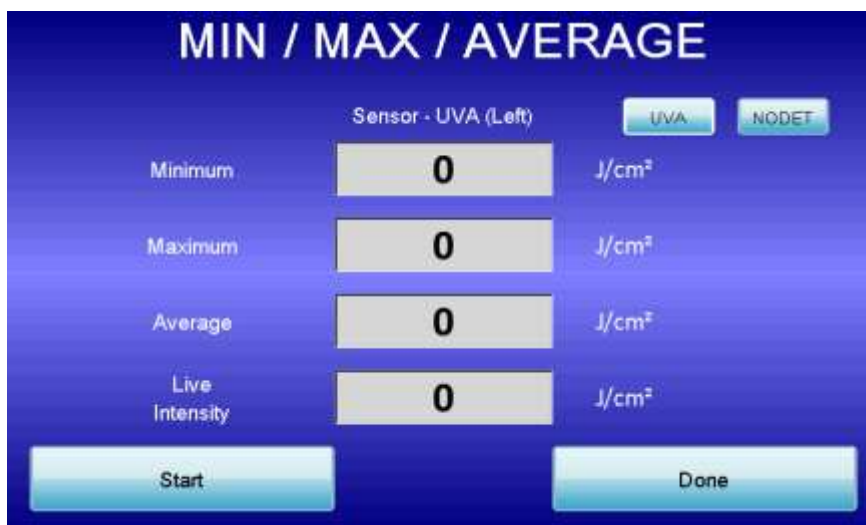 MIN / MAX / AVERAGE
Sensor - UVA (Left) UVA NODET
Minimum 0 J/cm²
Maximum 0 J/cm²
Average 0 J/cm²
Live
Intensity 0 J/cm²
Start Done